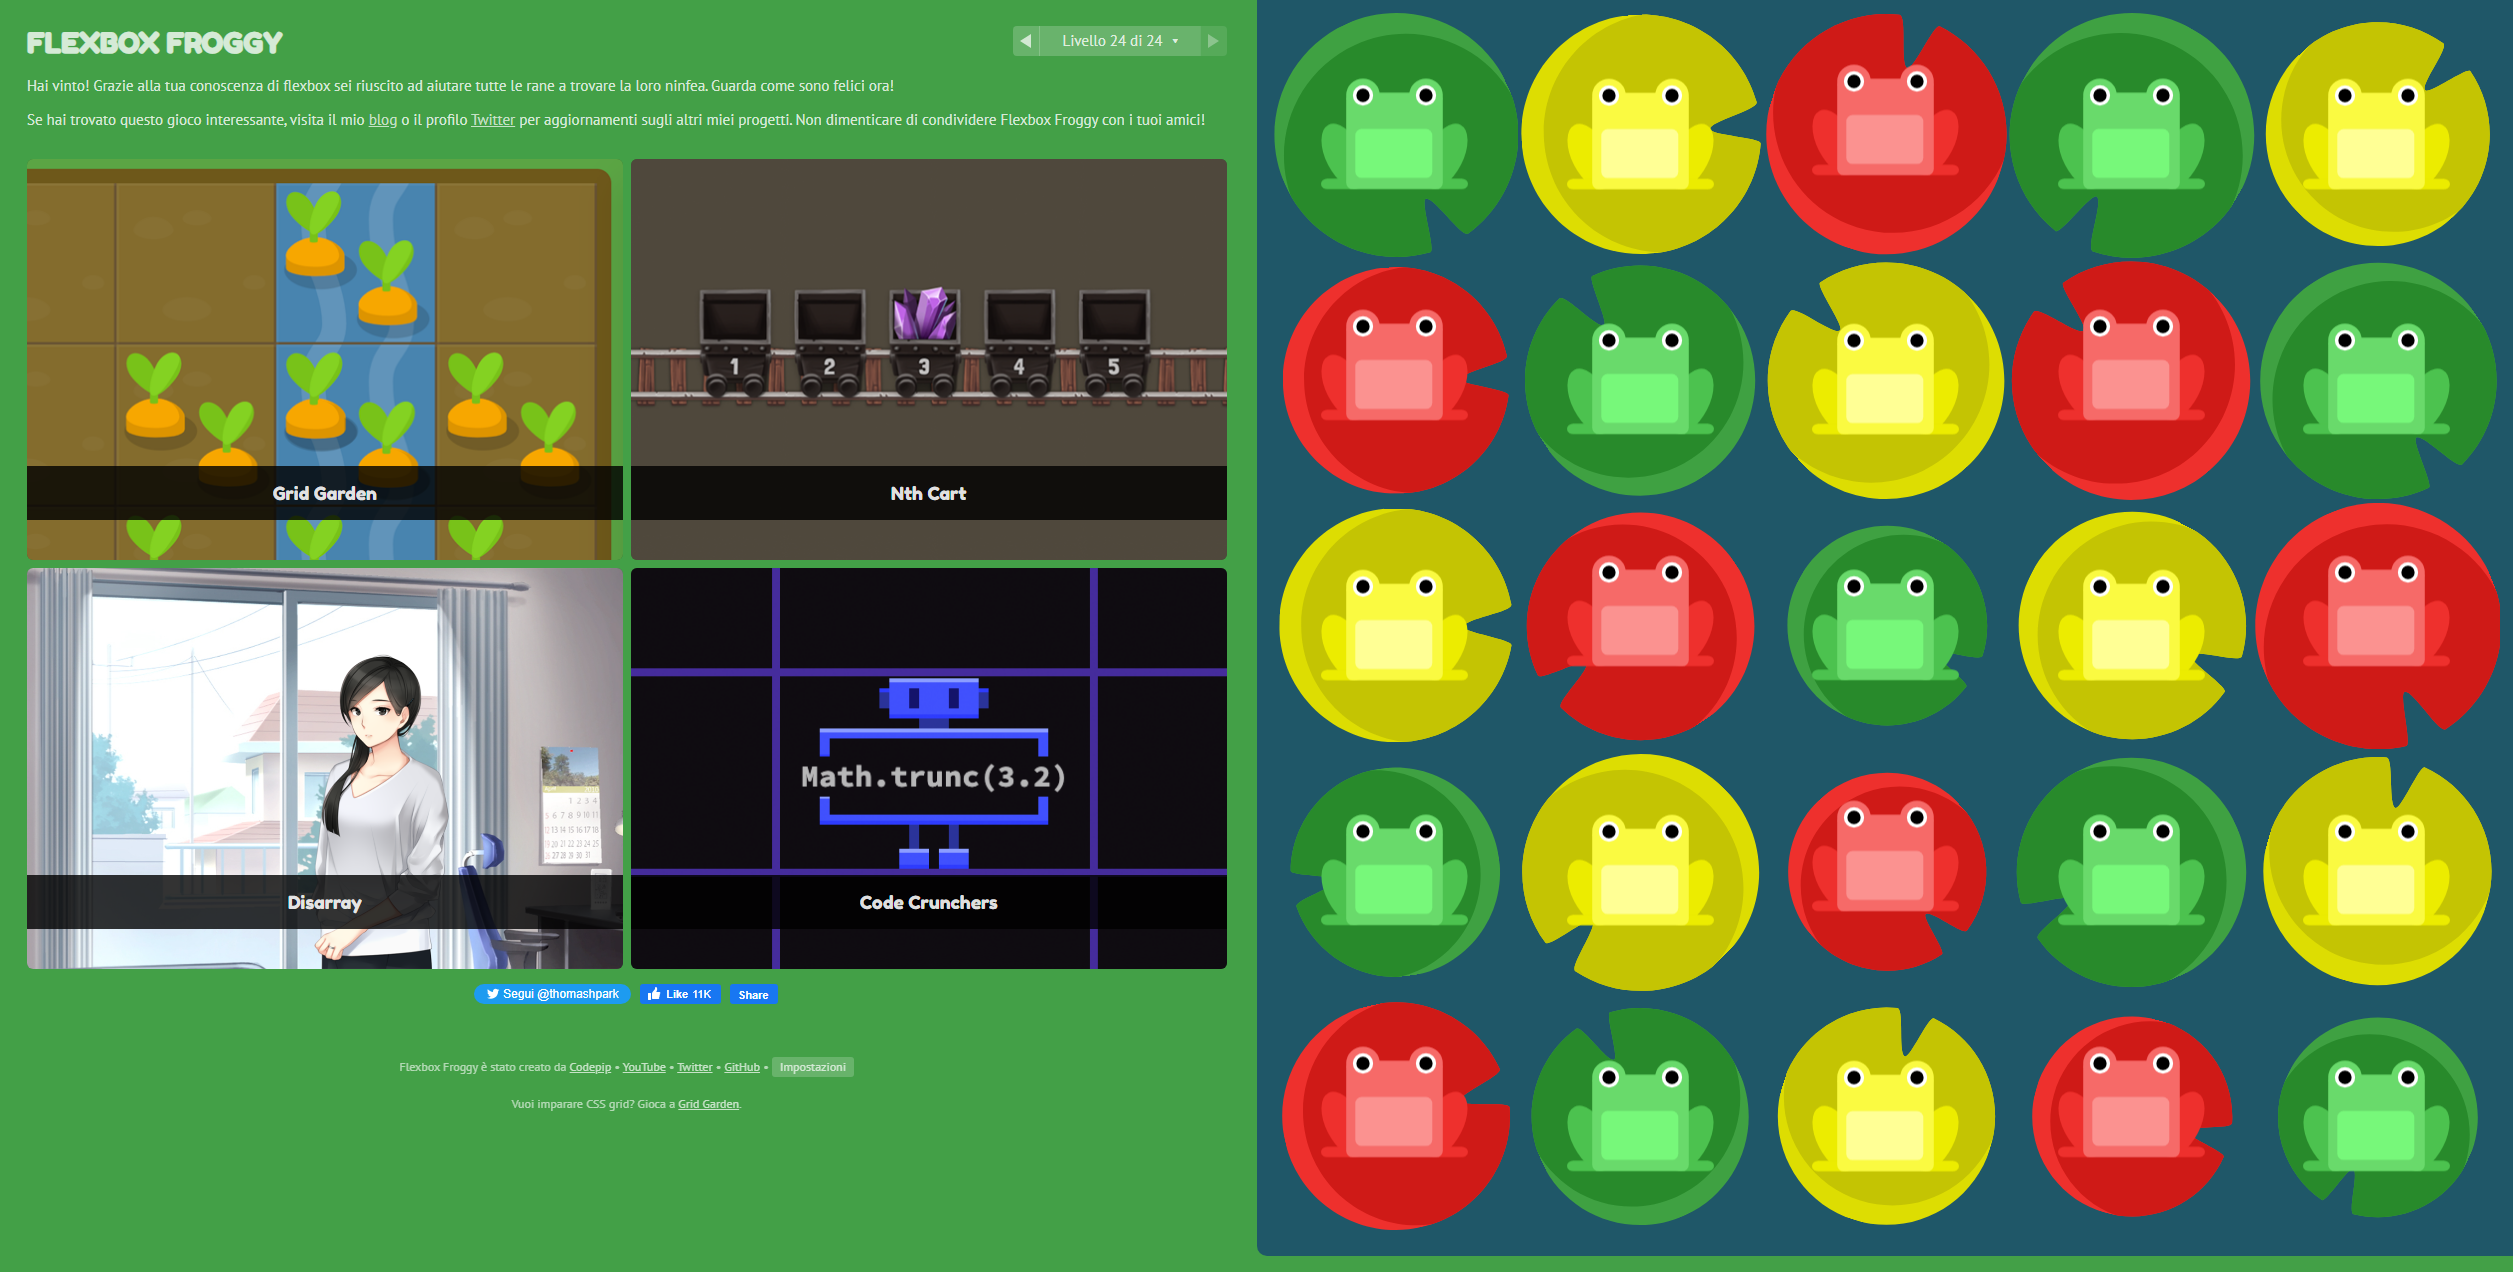 FLEXBOX FROGGY
Livello 24 di 24
Hai vinto! Grazie alla tua conoscenza di flexbox sei riuscito ad aiutare tutte le rane a trovare la loro ninfea. Guarda come sono felici ora!
Se hai trovato questo gioco interessante, visita il mio blog o il profilo Twitter per aggiornamenti sugli altri miei progetti. Non dimenticare di condividere Flexbox Froggy con i tuoi amici!
1 2 3 4 5
Grid Garden
Nth Cart
Math.trunc(3.2)
Disarray
Code Crunchers
Segui @thomashpark
Like 11K
Share
Flexbox Froggy è stato creato da Codepip • YouTube • Twitter • GitHub • Impostazioni
Vuoi imparare CSS grid? Gioca a Grid Garden.